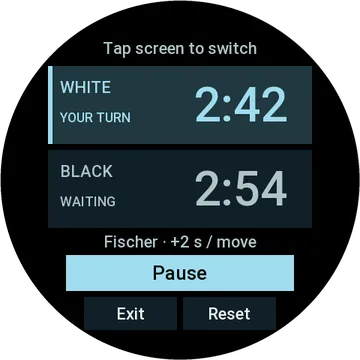 Tap screen to switch
WHITE
YOUR TURN
2:42
BLACK
WAITING
2:54
Fischer · +2 s / move
Pause
Exit
Reset